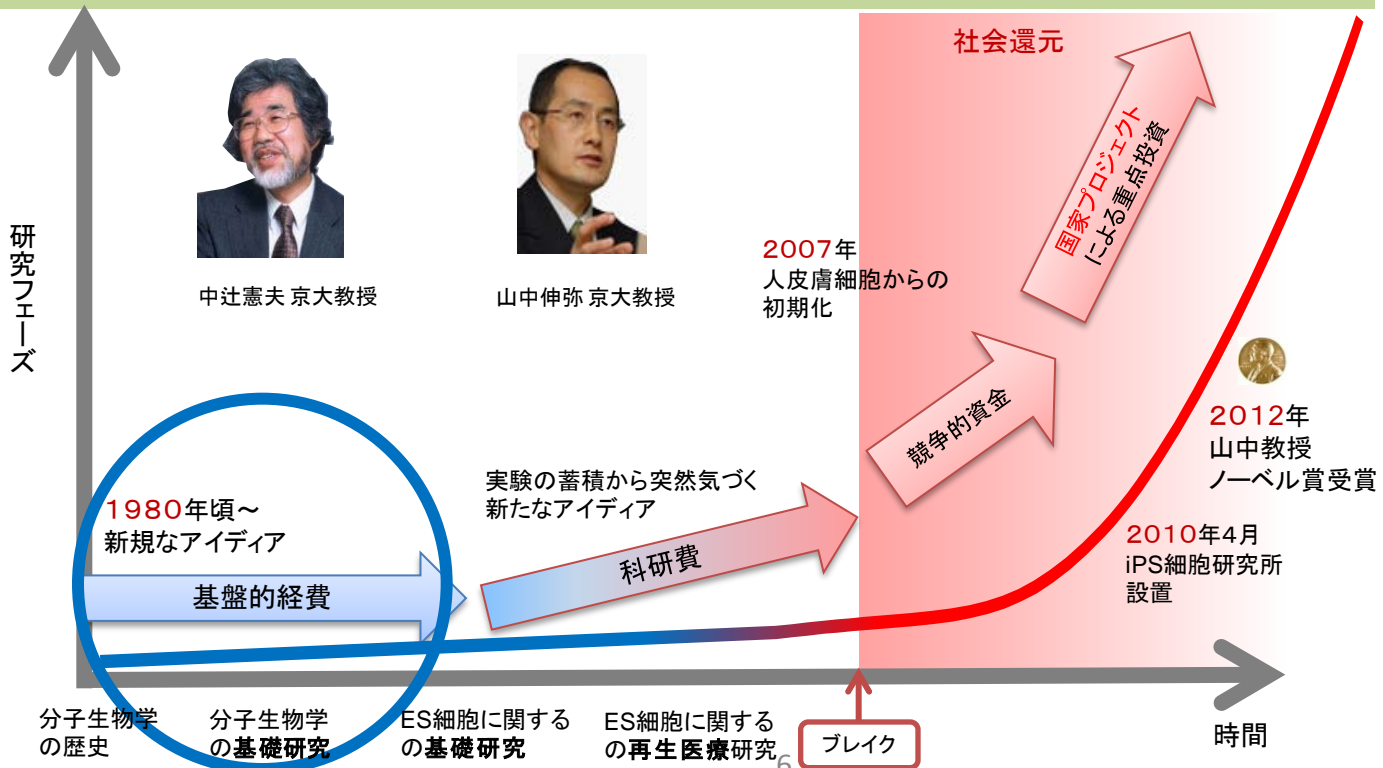 社会還元
国家プロジェクト
による重点投資
研究フェーズ
中辻憲夫 京大教授
山中伸弥 京大教授
2007年
人皮膚細胞からの
初期化
競争的資金
2012年
山中教授
ノーベル賞受賞
実験の蓄積から突然気づく
新たなアイディア
1980年頃～
新規なアイディア
科研費
基盤的経費
2010年4月
iPS細胞研究所
設置
分子生物学
の歴史
分子生物学
の基礎研究
ES細胞に関する
の基礎研究
ES細胞に関する
の再生医療研究
6
ブレイク
時間